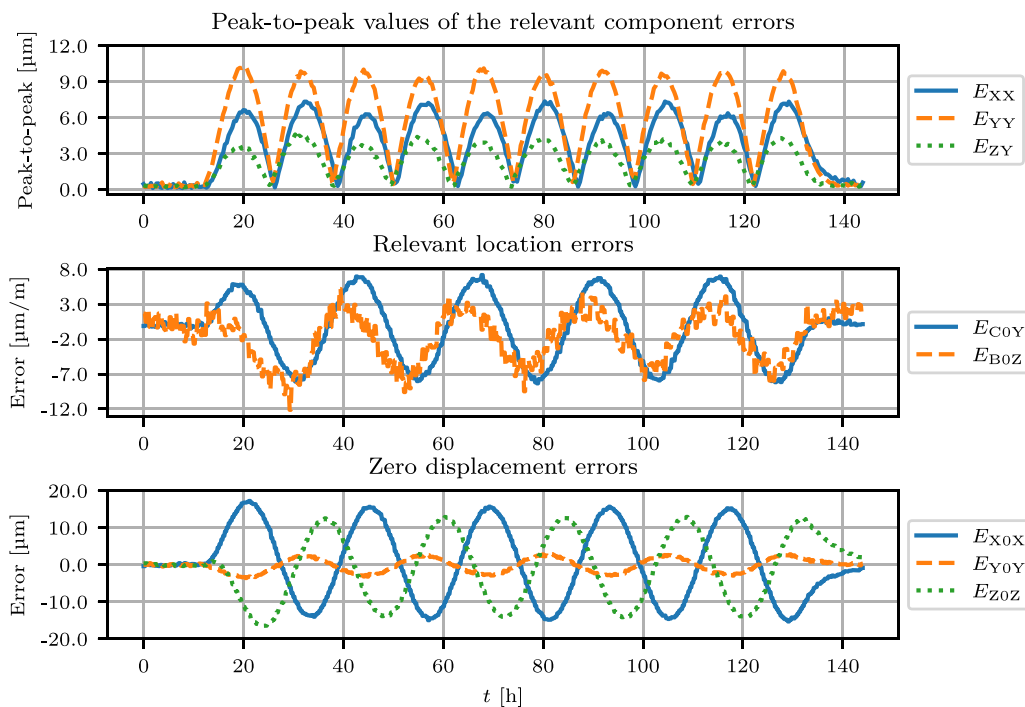 Peak-to-peak values of the relevant component errors
Peak-to-peak [µm]
12.0
9.0
6.0
3.0
0.0
0 20 40 60 80 100 120 140
E_XX
E_YY
E_ZY
Relevant location errors
Error [µm/m]
8.0
3.0
-2.0
-7.0
-12.0
0 20 40 60 80 100 120 140
E_C0Y
E_B0Z
Zero displacement errors
Error [µm]
20.0
10.0
0.0
-10.0
-20.0
0 20 40 60 80 100 120 140
t [h]
E_X0X
E_Y0Y
E_Z0Z